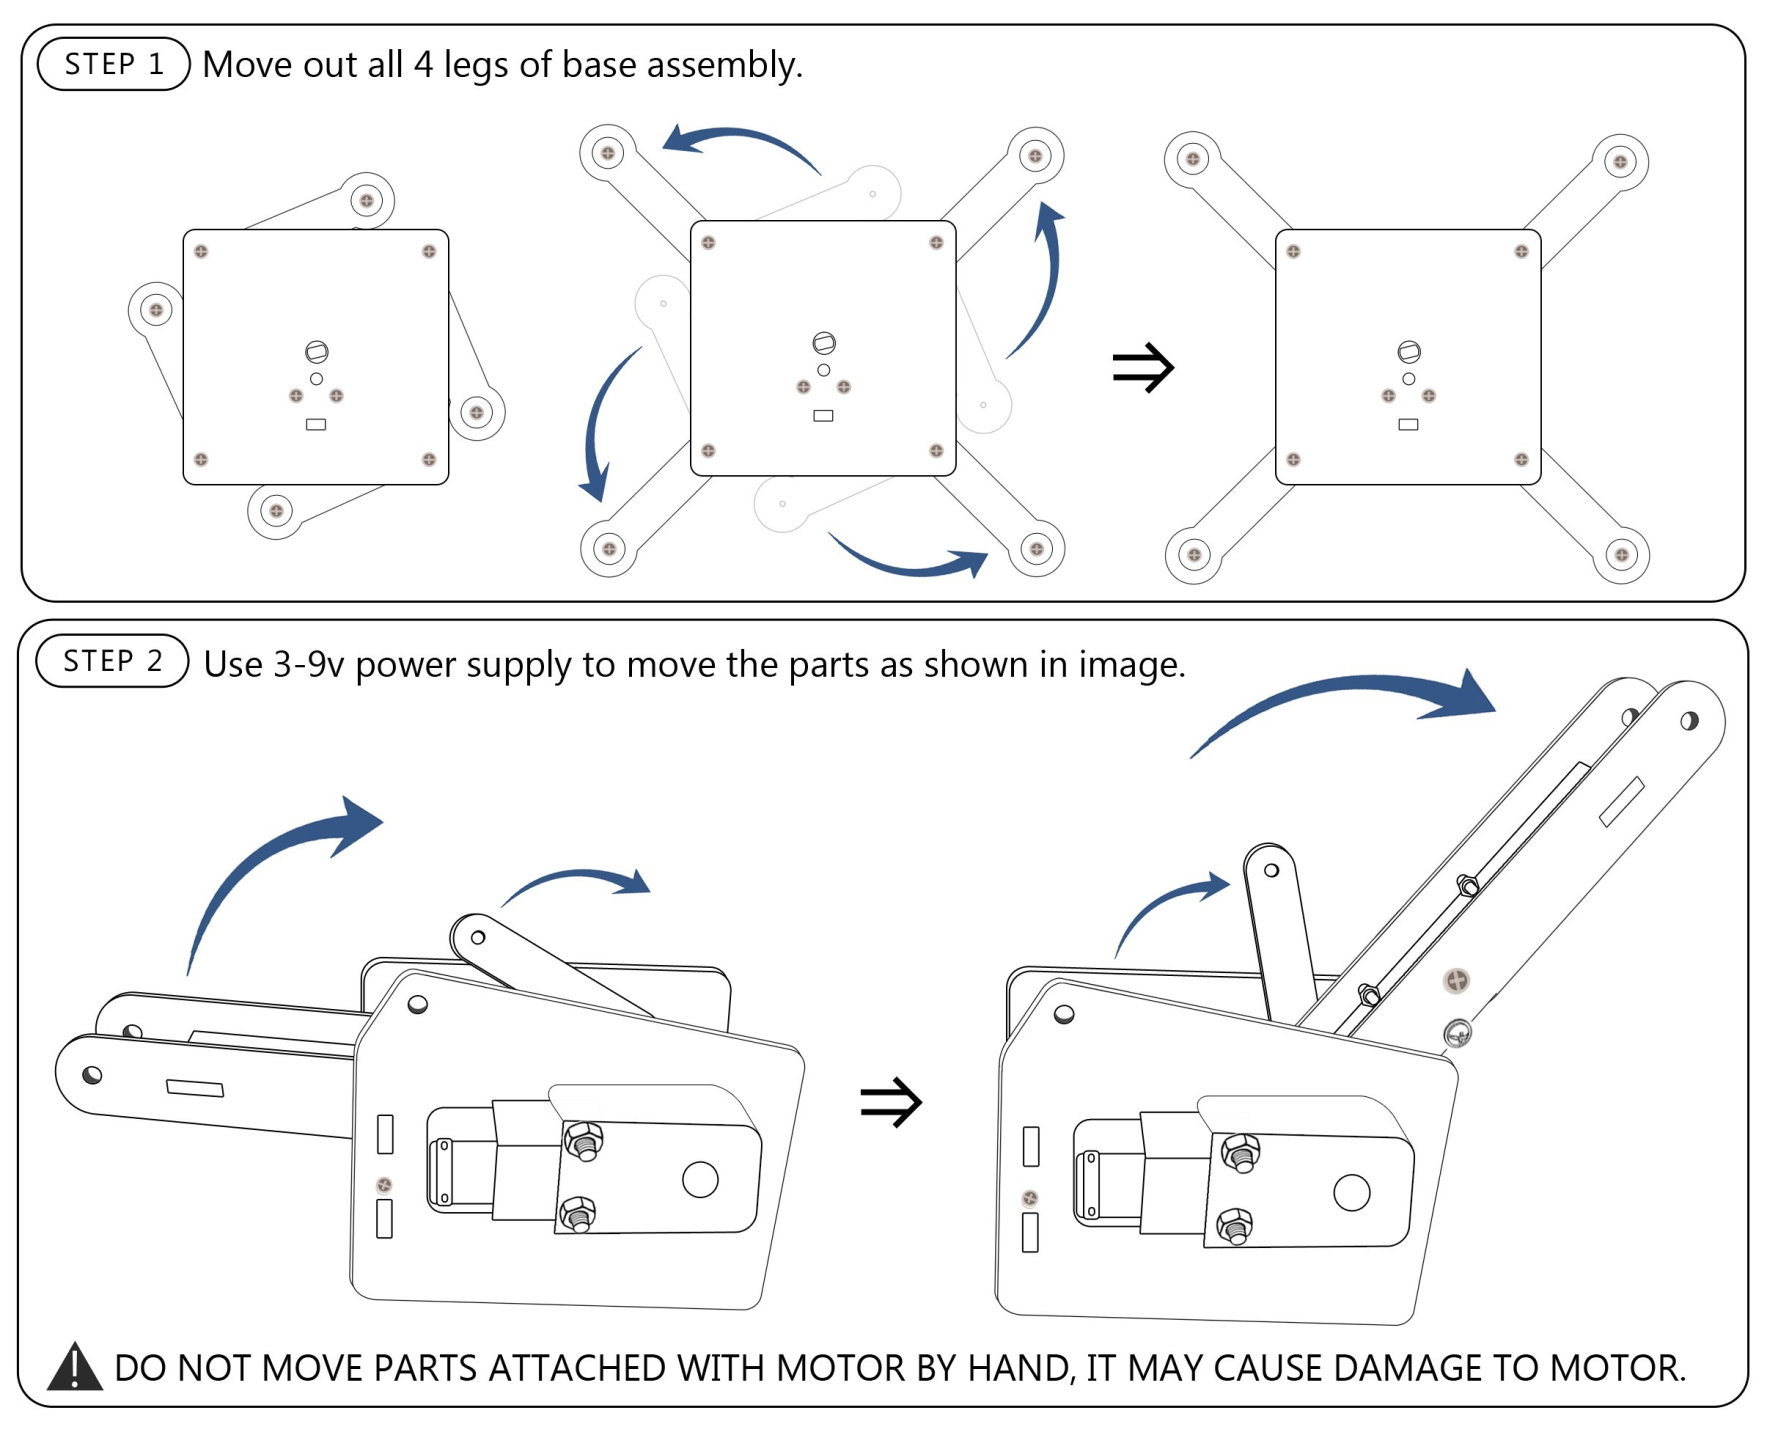 STEP 1 Move out all 4 legs of base assembly.
STEP 2 Use 3-9v power supply to move the parts as shown in image.
DO NOT MOVE PARTS ATTACHED WITH MOTOR BY HAND, IT MAY CAUSE DAMAGE TO MOTOR.